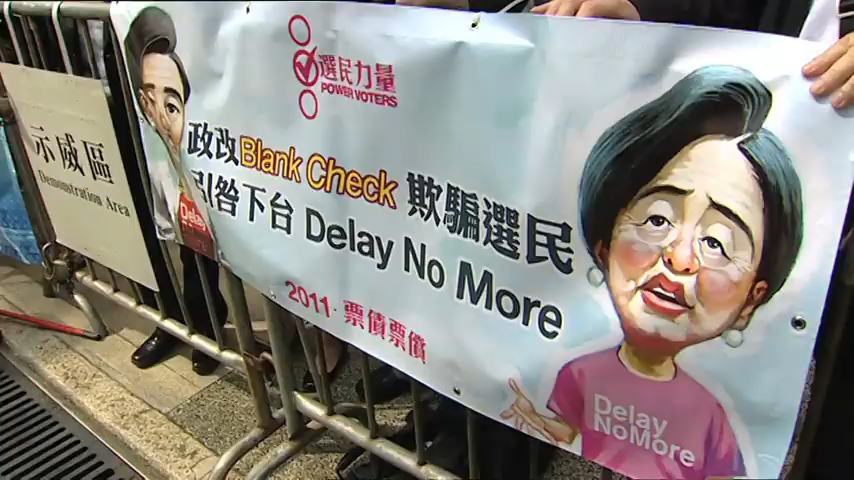 選民力量
POWER VOTERS
示威區
Demonstration Area
政改Blank Check 欺騙選民
咎下台 Delay No More
2011·票債票償
Delay
Delay
NoMore